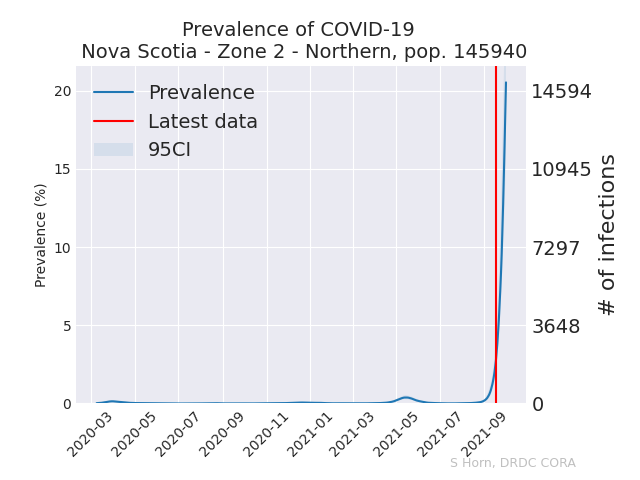 Prevalence of COVID-19
Nova Scotia - Zone 2 - Northern, pop. 145940
Prevalence
Latest data
95CI
Prevalence (%)
20
15
10
5
0
14594
10945
7297
3648
0
# of infections
2020-03
2020-05
2020-07
2020-09
2020-11
2021-01
2021-03
2021-05
2021-07
2021-09
S Horn, DRDC CORA